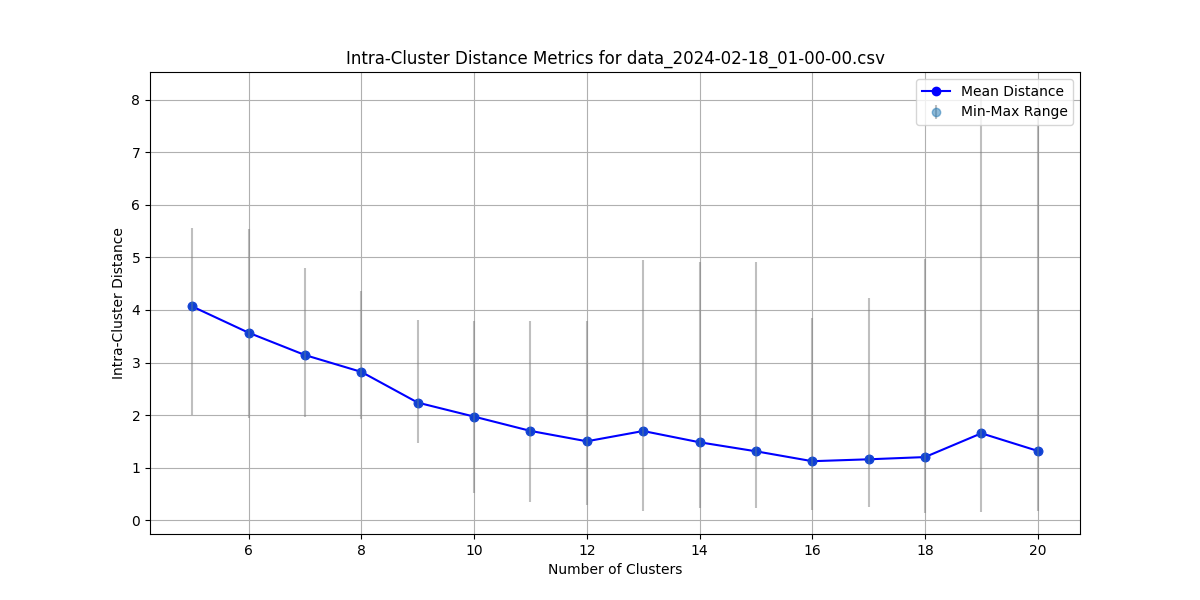 Intra-Cluster Distance Metrics for data_2024-02-18_01-00-00.csv
Mean Distance
Min-Max Range
8
7
6
5
4
3
2
1
0
Intra-Cluster Distance
6 8 10 12 14 16 18 20
Number of Clusters